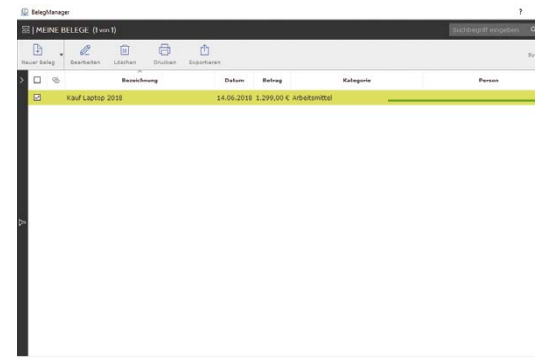 BelegManager ?
MEINE BELEGE (1 von 1) Suchbegriff eingeben
Neuer Beleg Bearbeiten Löschen Drucken Exportieren
Bezeichnung Datum Betrag Kategorie Person
Kauf Laptop 2018 14.06.2018 1.299,00 € Arbeitsmittel